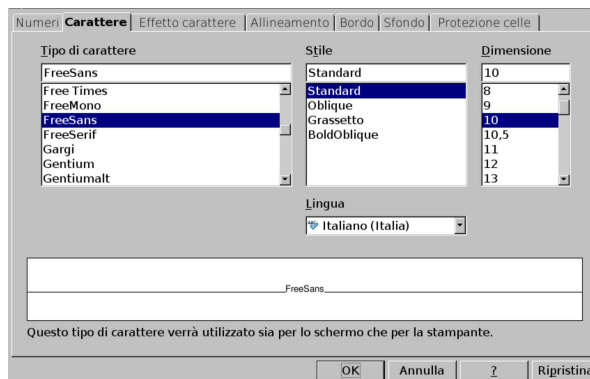 Numeri Carattere Effetto carattere Allineamento Bordo Sfondo Protezione celle
Tipo di carattere
FreeSans
Free Times
FreeMono
FreeSans
FreeSerif
Gargi
Gentium
Gentiumalt
Stile
Standard
Standard
Oblique
Grassetto
BoldOblique
Dimensione
10
8
9
10
10,5
11
12
13
Lingua
Italiano (Italia)
FreeSans
Questo tipo di carattere verrà utilizzato sia per lo schermo che per la stampante.
OK Annulla ? Ripristina